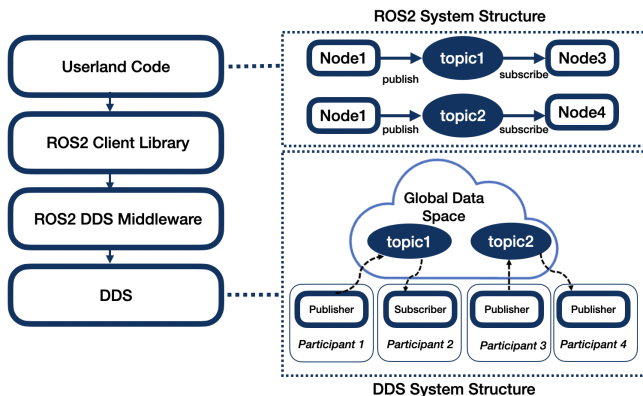 ROS2 System Structure
Userland Code
ROS2 Client Library
ROS2 DDS Middleware
DDS
Node1
publish
topic1
subscribe
Node3
Node1
publish
topic2
subscribe
Node4
Global Data
Space
topic1
topic2
Publisher
Subscriber
Publisher
Publisher
Participant 1
Participant 2
Participant 3
Participant 4
DDS System Structure